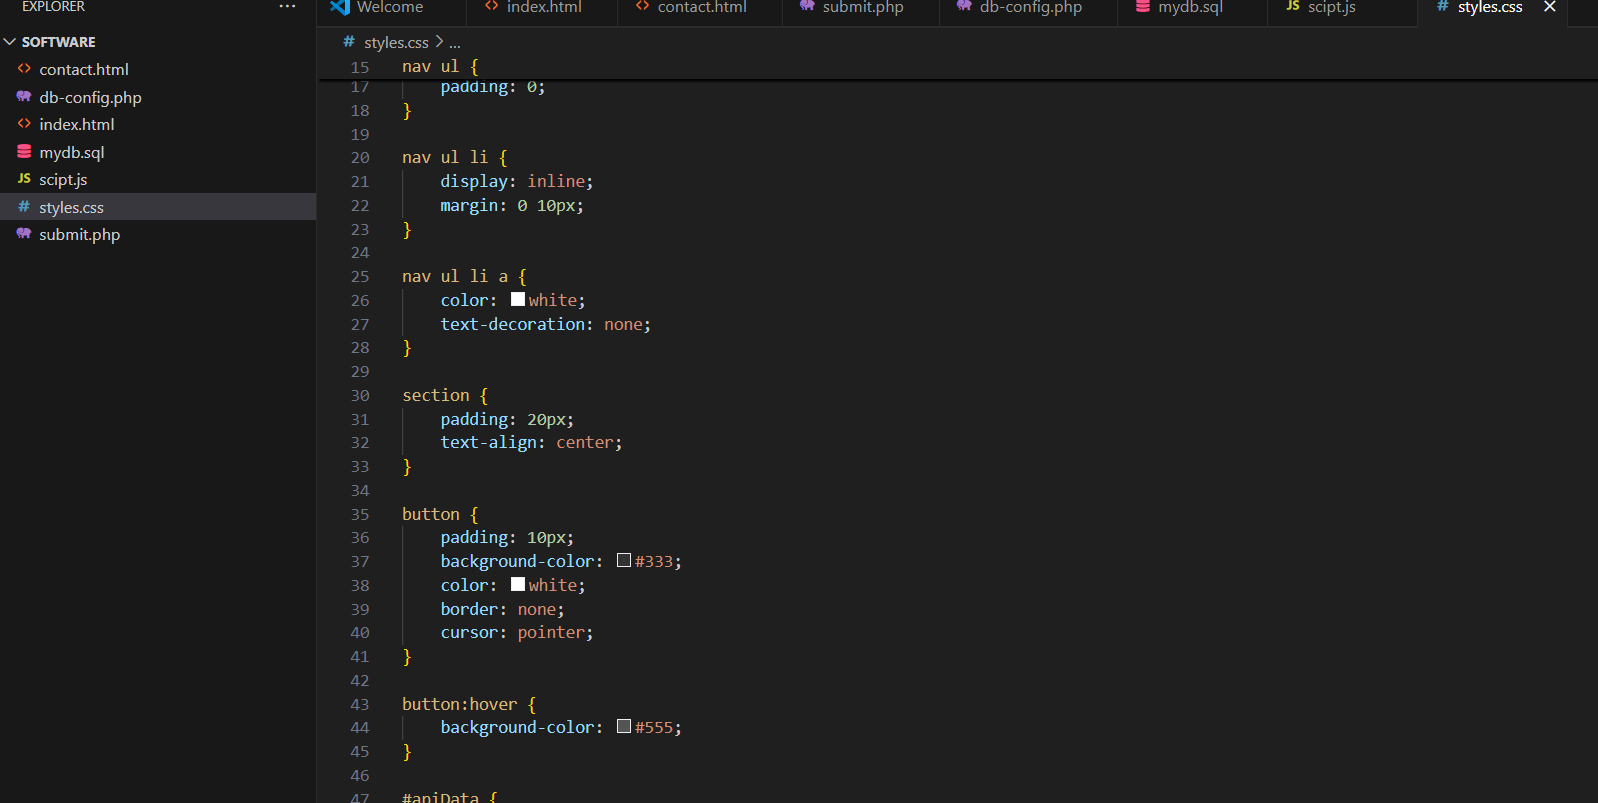 EXPLORER ···
SOFTWARE
contact.html
db-config.php
index.html
mydb.sql
JS scipt.js
# styles.css
submit.php
Welcome
index.html
contact.html
submit.php
db-config.php
mydb.sql
JS scipt.js
# styles.css ×
# styles.css > ...
15 nav ul {
17 padding: 0;
18 }
19
20 nav ul li {
21 display: inline;
22 margin: 0 10px;
23 }
24
25 nav ul li a {
26 color: white;
27 text-decoration: none;
28 }
29
30 section {
31 padding: 20px;
32 text-align: center;
33 }
34
35 button {
36 padding: 10px;
37 background-color: #333;
38 color: white;
39 border: none;
40 cursor: pointer;
41 }
42
43 button:hover {
44 background-color: #555;
45 }
46
47 #apiData {